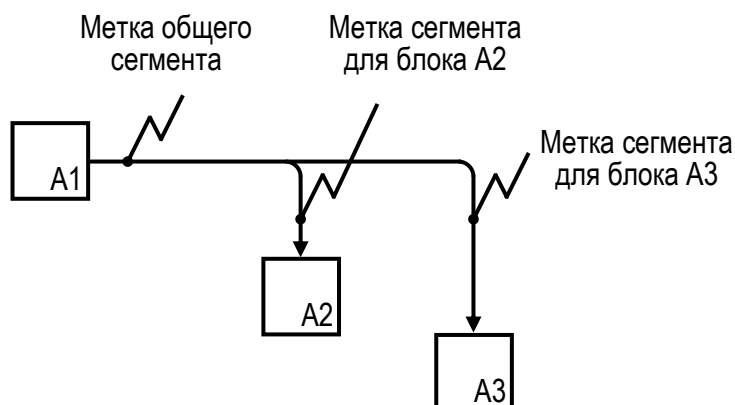 Метка общего
сегмента
Метка сегмента
для блока А2
Метка сегмента
для блока А3
А1
А2
А3